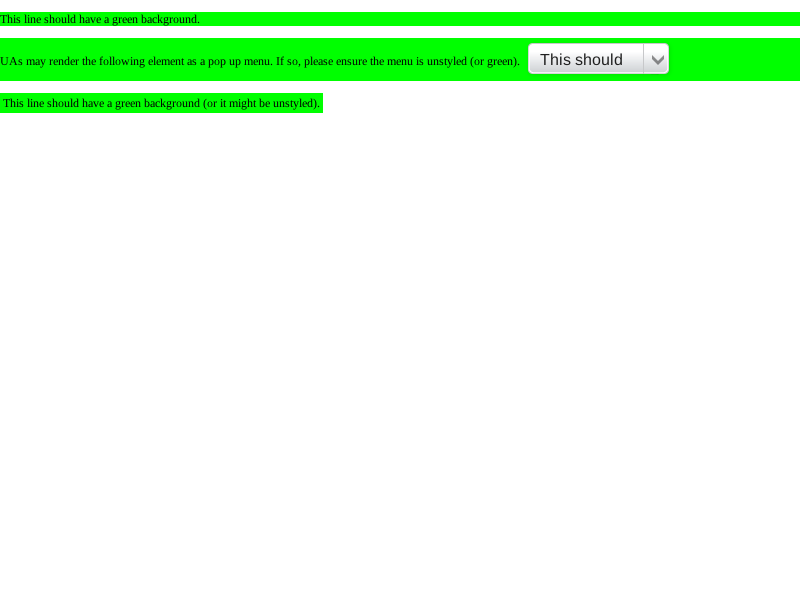 This line should have a green background.
UAs may render the following element as a pop up menu. If so, please ensure the menu is unstyled (or green). This should
This line should have a green background (or it might be unstyled).